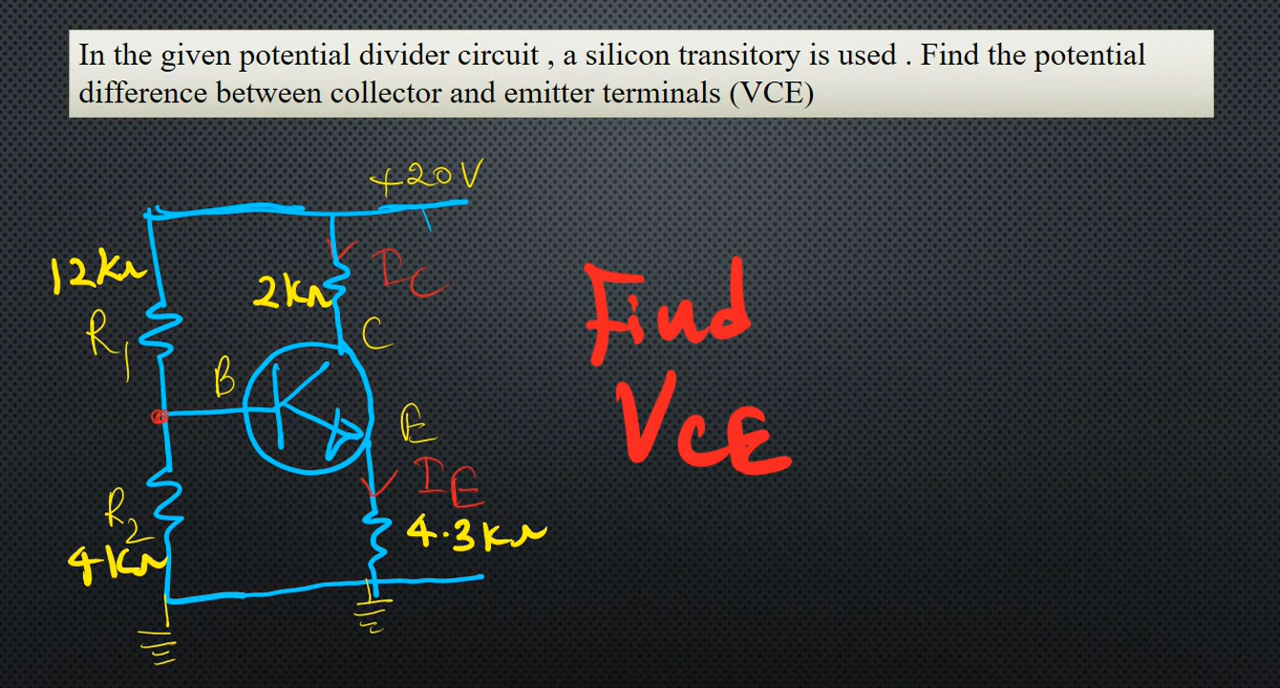 In the given potential divider circuit , a silicon transitory is used . Find the potential
difference between collector and emitter terminals (VCE)
+20V
12kΩ
IC
2kΩ
R1
C
B
E
IE
R2
4.3kΩ
4kΩ
Find
VCE